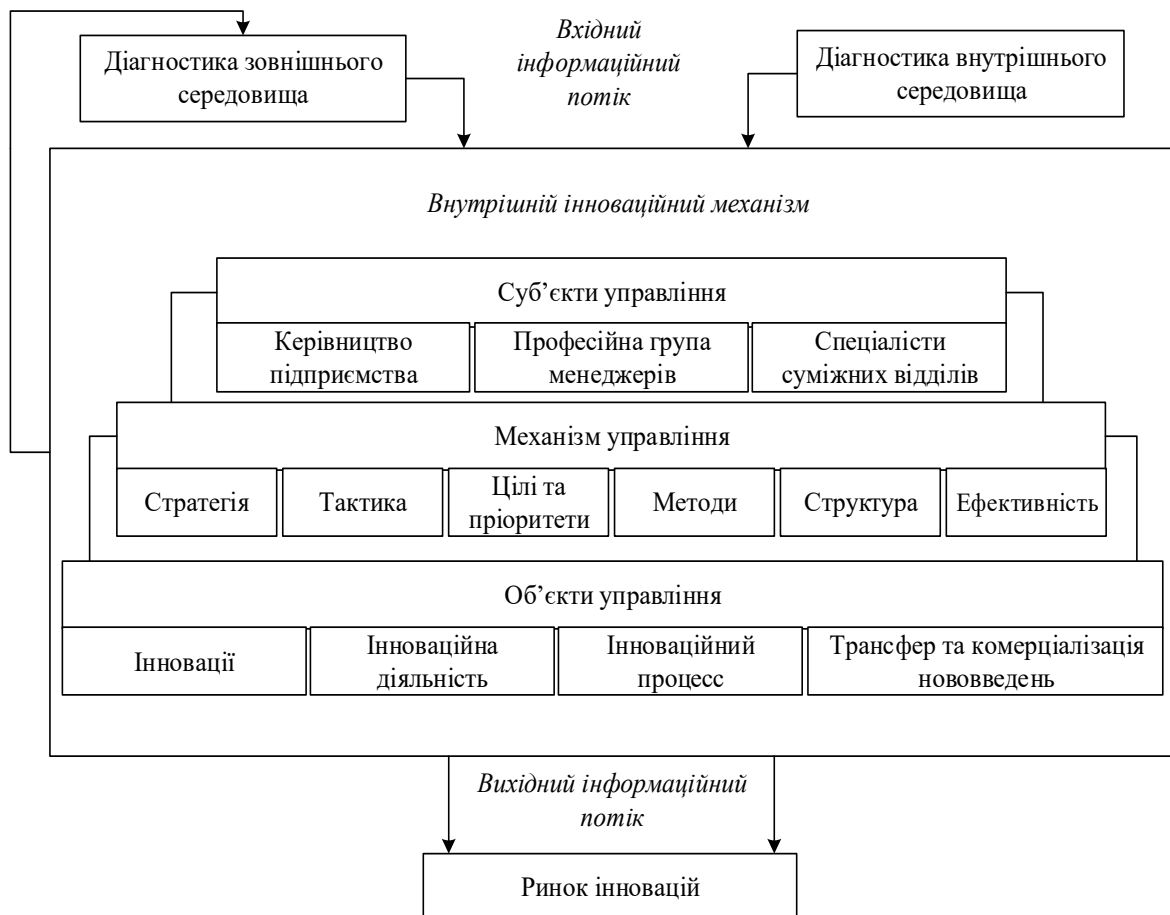 Діагностика зовнішнього
середовища
Вхідний
інформаційний
потік
Діагностика внутрішнього
середовища
Внутрішній інноваційний механізм
Суб’єкти управління
Керівництво
підприємства
Професійна група
менеджерів
Спеціалісти
суміжних відділів
Механізм управління
Стратегія
Тактика
Цілі та
пріоритети
Методи
Структура
Ефективність
Об’єкти управління
Інновації
Інноваційна
діяльність
Інноваційний
процесс
Трансфер та комерціалізація
нововведень
Вихідний інформаційний
потік
Ринок інновацій